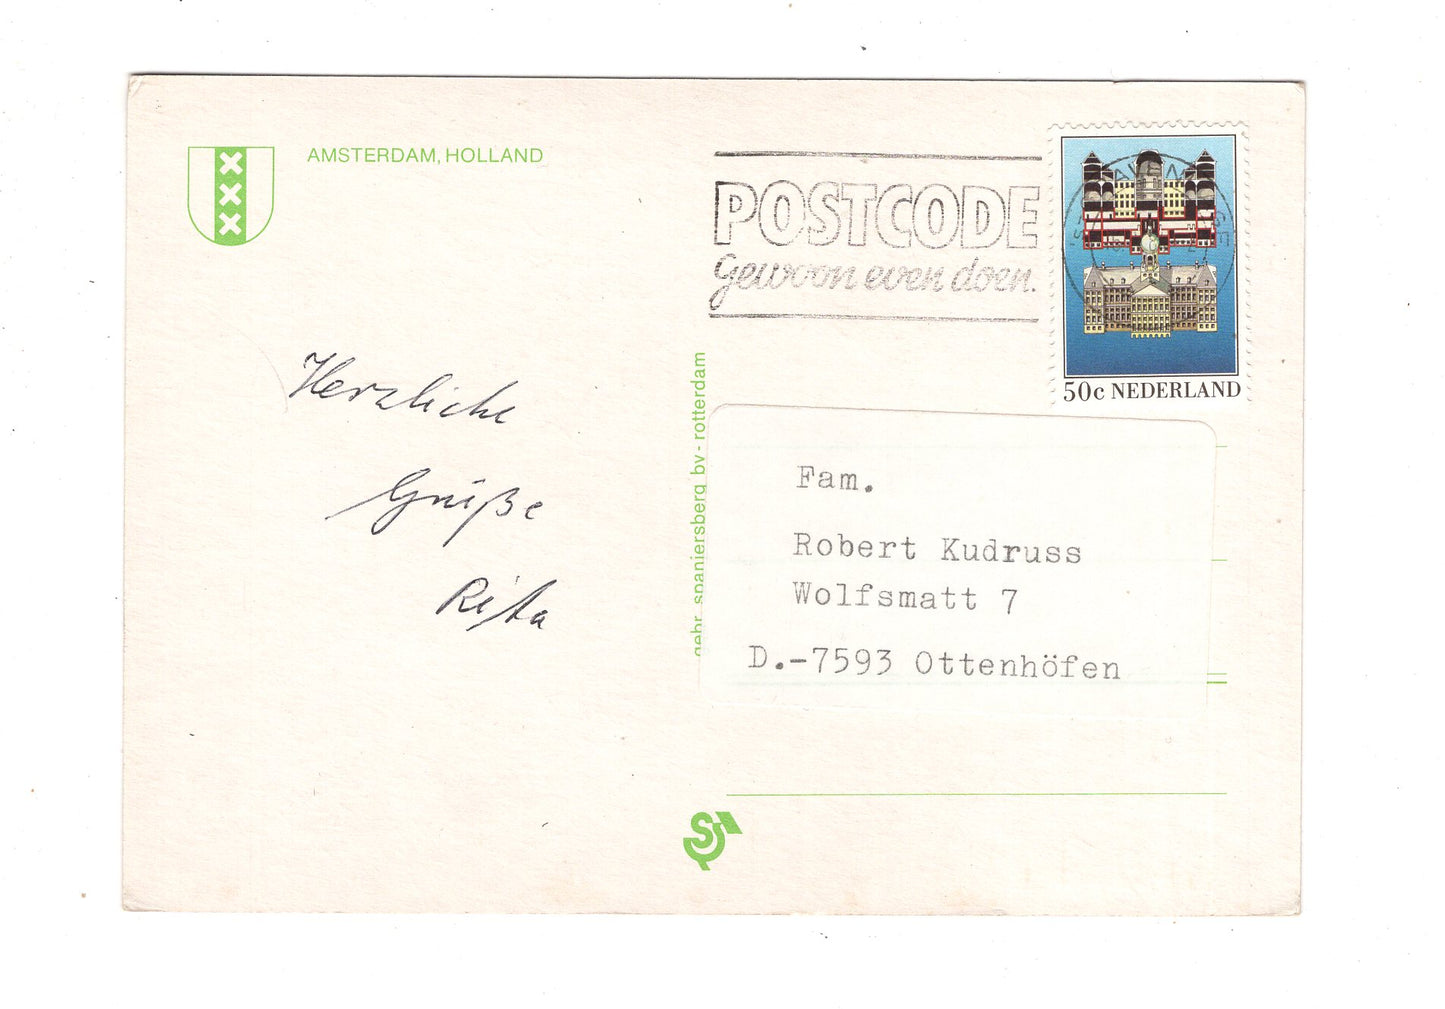 AMSTERDAM, HOLLAND
POSTCODE
Gewoon even doen.
50c NEDERLAND
Herzliche
Grüße
Rita
gebr. spaniersberg bv - rotterdam
Fam.
Robert Kudruss
Wolfsmatt 7
D.-7593 Ottenhöfen